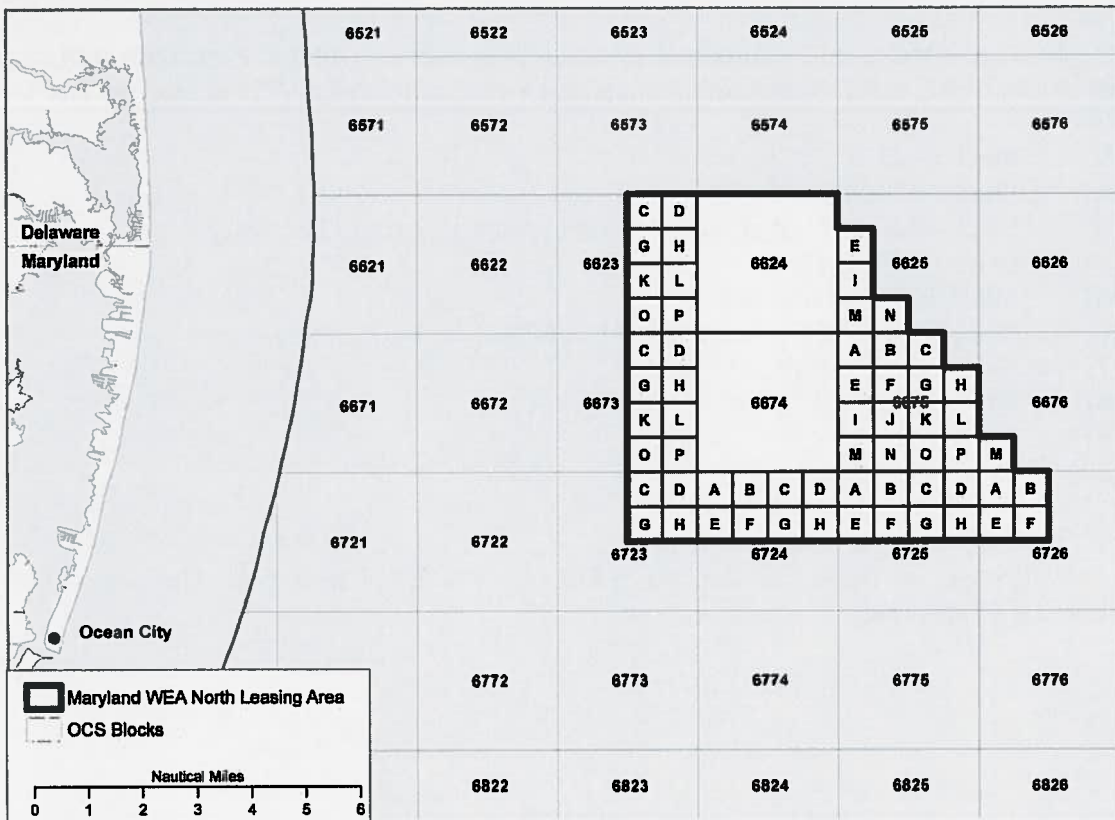 6521 6522 6523 6524 6525 6526
6571 6572 6573 6574 6575 6576
C D
Delaware
G H E
Maryland
6621 6622 6623 6624 6625 6626
K L I
O P M N
C D A B C
G H E F G H
6671 6672 6673 6674 6675 6676
K L I J K L
O P M N O P M
C D A B C D A B C D A B
G H E F G H E F G H E F
6721 6722 6723 6724 6725 6726
Ocean City
6772 6773 6774 6775 6776
Maryland WEA North Leasing Area
OCS Blocks
Nautical Miles
0 1 2 3 4 5 6
6822 6823 6824 6825 6826